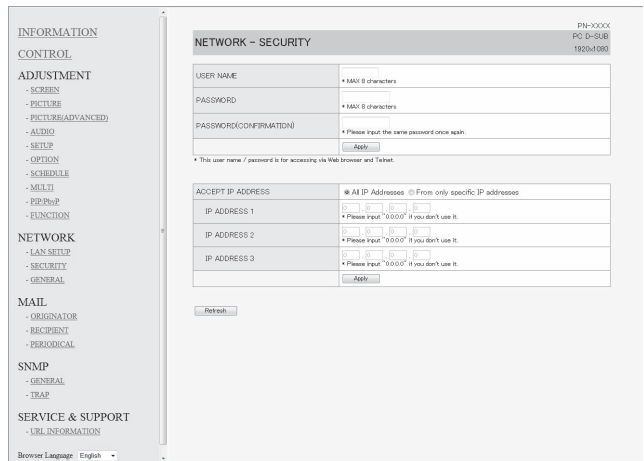 INFORMATION
CONTROL
ADJUSTMENT
- SCREEN
- PICTURE
- PICTURE(ADVANCED)
- AUDIO
- SETUP
- OPTION
- SCHEDULE
- MULTI
- PIP/PbyP
- FUNCTION
NETWORK
- LAN SETUP
- SECURITY
- GENERAL
MAIL
- ORIGINATOR
- RECIPIENT
- PERIODICAL
SNMP
- GENERAL
- TRAP
SERVICE & SUPPORT
- URL INFORMATION
Browser Language English
PN-XXXX
NETWORK - SECURITY
PC D-SUB
1920x1080
USER NAME
* MAX 8 characters
PASSWORD
* MAX 8 characters
PASSWORD(CONFIRMATION)
* Please input the same password once again.
Apply
* This user name / password is for accessing via Web browser and Telnet.
ACCEPT IP ADDRESS All IP Addresses From only specific IP addresses
IP ADDRESS 1 0 . 0 . 0 . 0
* Please input "0.0.0.0" if you don't use it.
IP ADDRESS 2 0 . 0 . 0 . 0
* Please input "0.0.0.0" if you don't use it.
IP ADDRESS 3 0 . 0 . 0 . 0
* Please input "0.0.0.0" if you don't use it.
Apply
Refresh